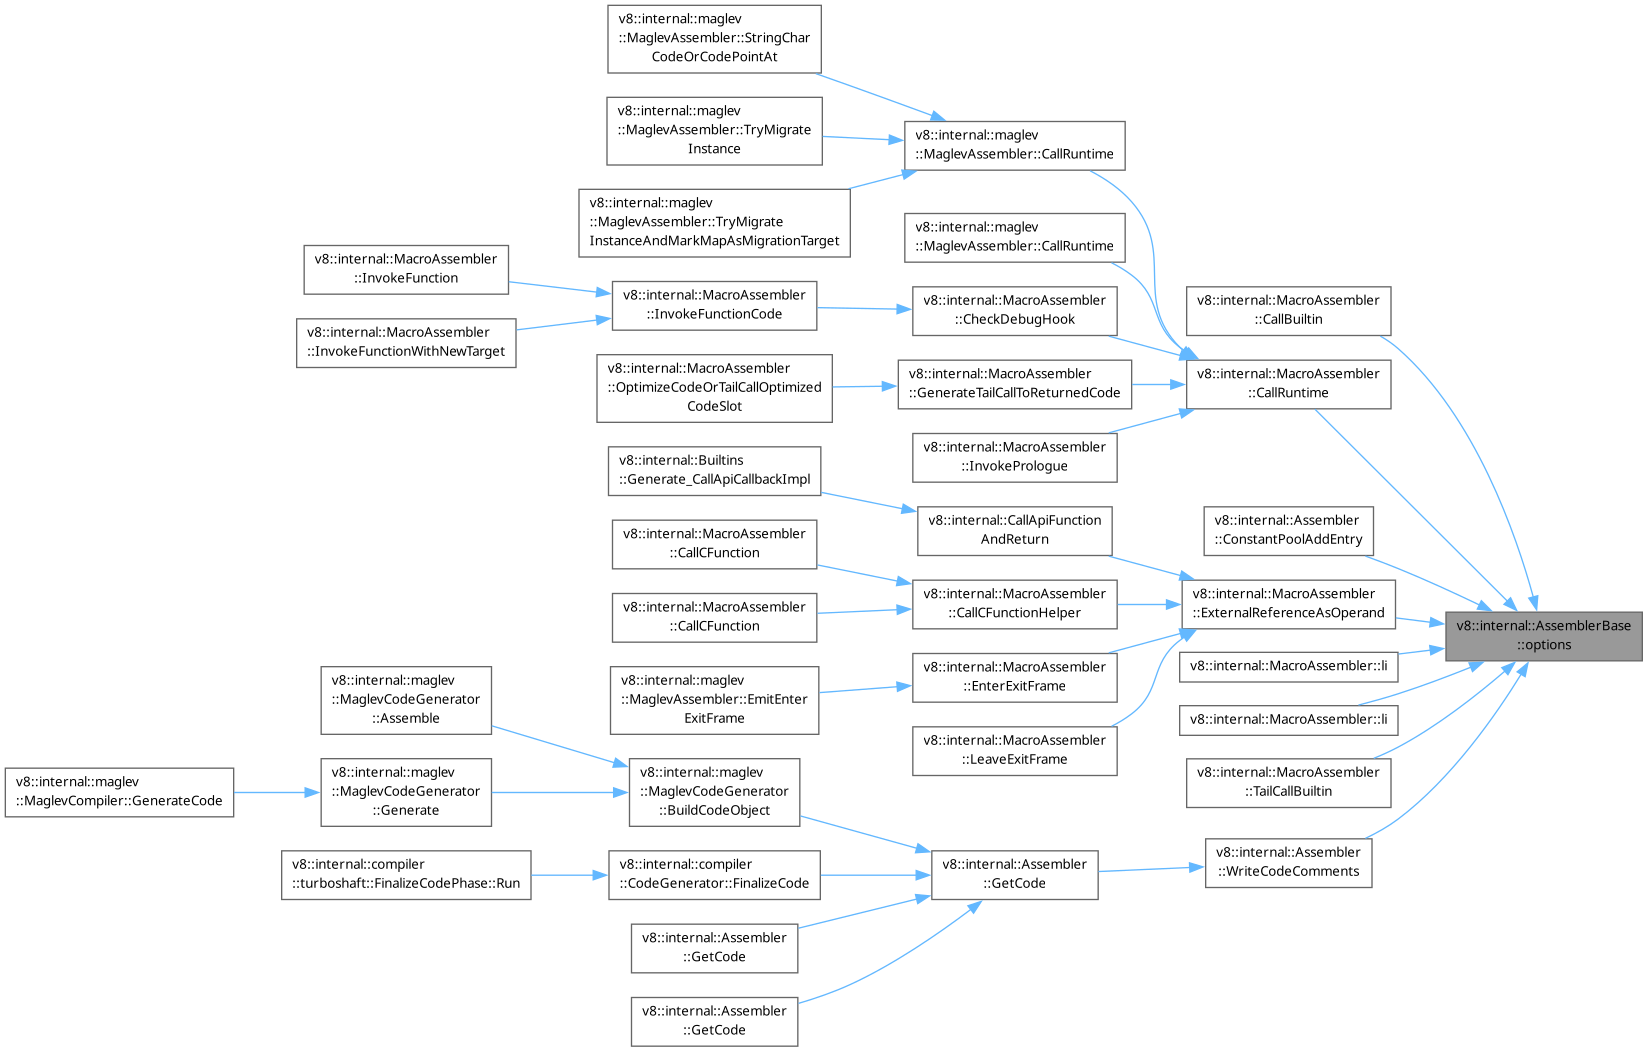 v8::internal::maglev
::MaglevAssembler::StringChar
CodeOrCodePointAt
v8::internal::maglev
::MaglevAssembler::TryMigrate
Instance
v8::internal::maglev
::MaglevAssembler::CallRuntime
v8::internal::maglev
::MaglevAssembler::TryMigrate
InstanceAndMarkMapAsMigrationTarget
v8::internal::maglev
::MaglevAssembler::CallRuntime
v8::internal::MacroAssembler
::InvokeFunction
v8::internal::MacroAssembler
::InvokeFunctionCode
v8::internal::MacroAssembler
::CheckDebugHook
v8::internal::MacroAssembler
::CallBuiltin
v8::internal::MacroAssembler
::InvokeFunctionWithNewTarget
v8::internal::MacroAssembler
::OptimizeCodeOrTailCallOptimized
CodeSlot
v8::internal::MacroAssembler
::GenerateTailCallToReturnedCode
v8::internal::MacroAssembler
::CallRuntime
v8::internal::MacroAssembler
::InvokePrologue
v8::internal::Builtins
::Generate_CallApiCallbackImpl
v8::internal::CallApiFunction
AndReturn
v8::internal::Assembler
::ConstantPoolAddEntry
v8::internal::MacroAssembler
::CallCFunction
v8::internal::MacroAssembler
::CallCFunction
v8::internal::MacroAssembler
::CallCFunctionHelper
v8::internal::MacroAssembler
::ExternalReferenceAsOperand
v8::internal::AssemblerBase
::options
v8::internal::MacroAssembler::li
v8::internal::MacroAssembler
::EnterExitFrame
v8::internal::maglev
::MaglevAssembler::EmitEnter
ExitFrame
v8::internal::maglev
::MaglevCodeGenerator
::Assemble
v8::internal::MacroAssembler::li
v8::internal::MacroAssembler
::LeaveExitFrame
v8::internal::MacroAssembler
::TailCallBuiltin
v8::internal::maglev
::MaglevCompiler::GenerateCode
v8::internal::maglev
::MaglevCodeGenerator
::Generate
v8::internal::maglev
::MaglevCodeGenerator
::BuildCodeObject
v8::internal::Assembler
::WriteCodeComments
v8::internal::compiler
::turboshaft::FinalizeCodePhase::Run
v8::internal::compiler
::CodeGenerator::FinalizeCode
v8::internal::Assembler
::GetCode
v8::internal::Assembler
::GetCode
v8::internal::Assembler
::GetCode